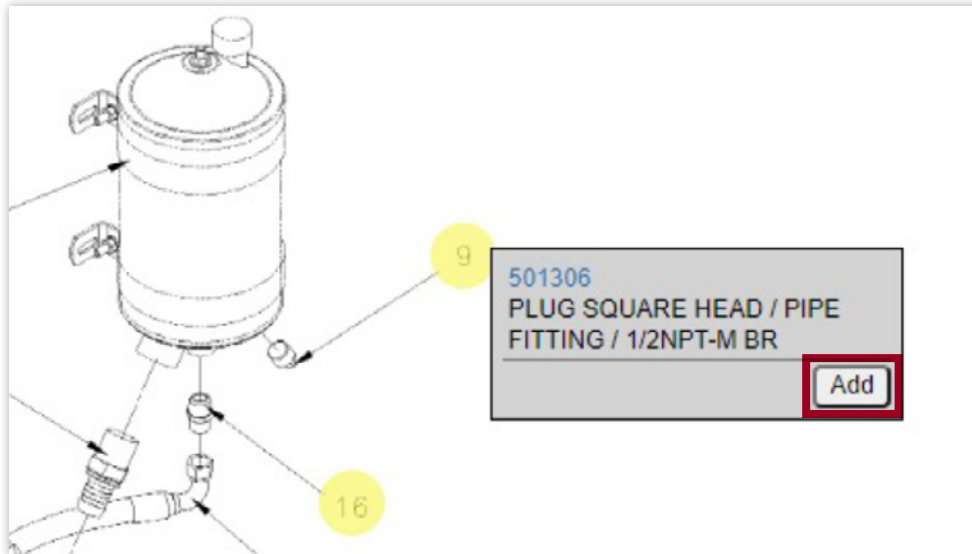 9
501306
PLUG SQUARE HEAD / PIPE
FITTING / 1/2NPT-M BR
Add
16